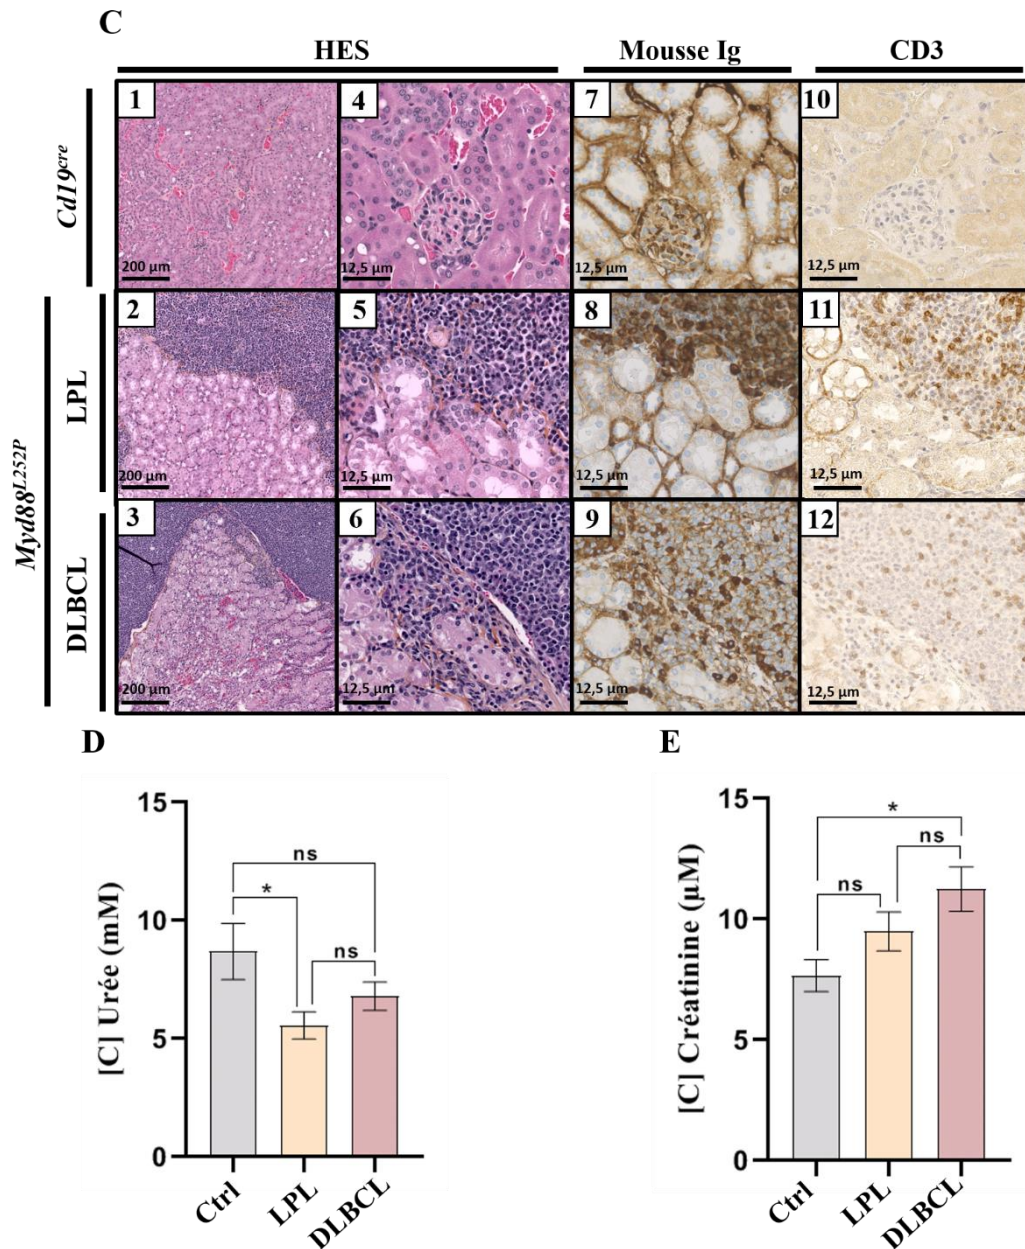 C
HES
Mousse Ig
CD3
Cd19cre
1
4
7
10
200 µm
12,5 µm
12,5 µm
12,5 µm
Myd88L252P
LPL
2
5
8
11
200 µm
12,5 µm
12,5 µm
12,5 µm
DLBCL
3
6
9
12
200 µm
12,5 µm
12,5 µm
12,5 µm
D
[C] Urée (mM)
15
10
5
0
ns
*
ns
Ctrl
LPL
DLBCL
E
[C] Créatinine (µM)
15
10
5
0
*
ns
ns
Ctrl
LPL
DLBCL